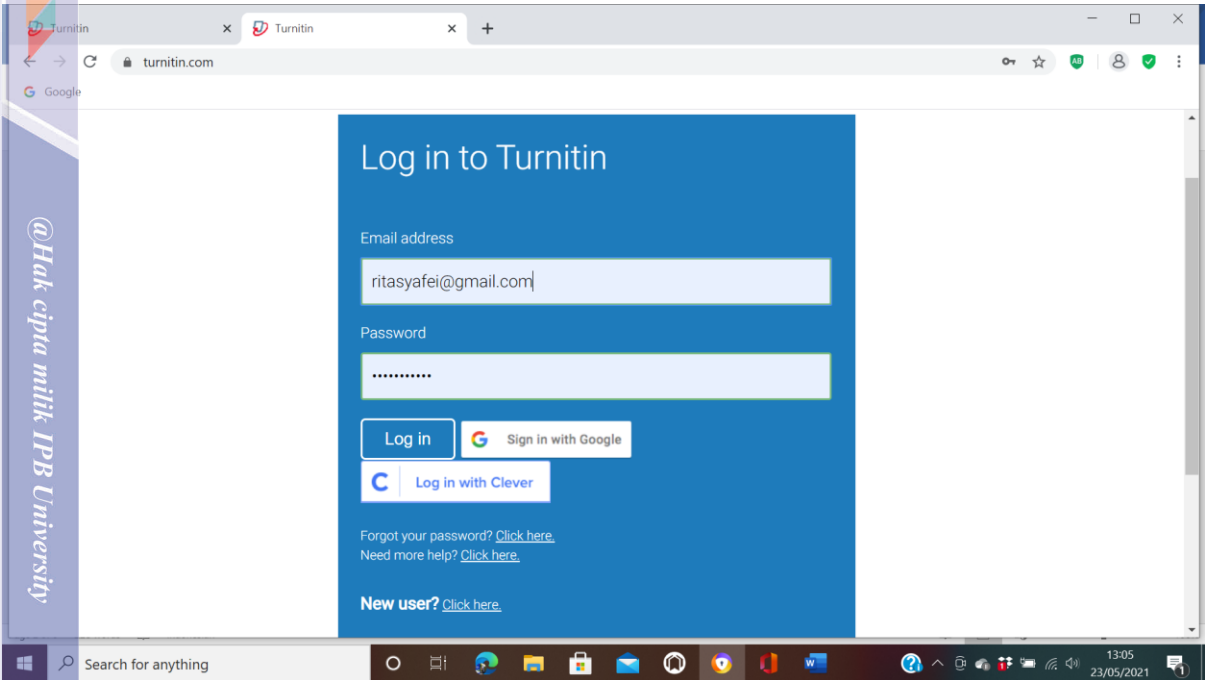 Turnitin
Turnitin
turnitin.com
AB
Google
Log in to Turnitin
Email address
ritasyafei@gmail.com
Password
•••••••••••
Log in
Sign in with Google
Log in with Clever
Forgot your password? Click here.
Need more help? Click here.
New user? Click here.
@Hak cipta milik IPB University
Search for anything
13:05
23/05/2021
1